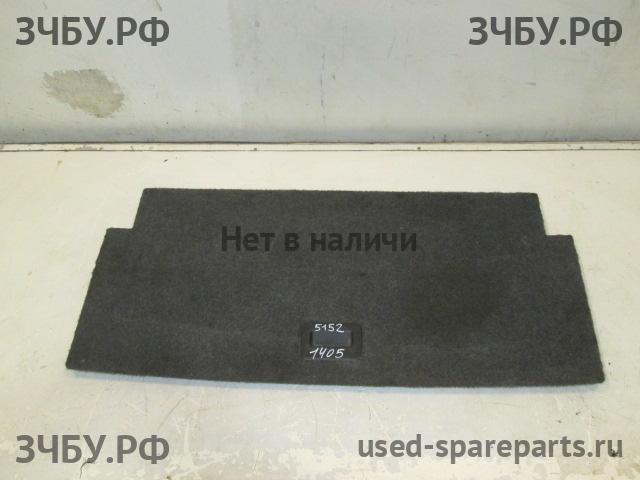 ЗЧБУ.РФ ЗЧБУ.РФ
Нет в наличи
5152
1405
ЗЧБУ.РФ used-spareparts.ru